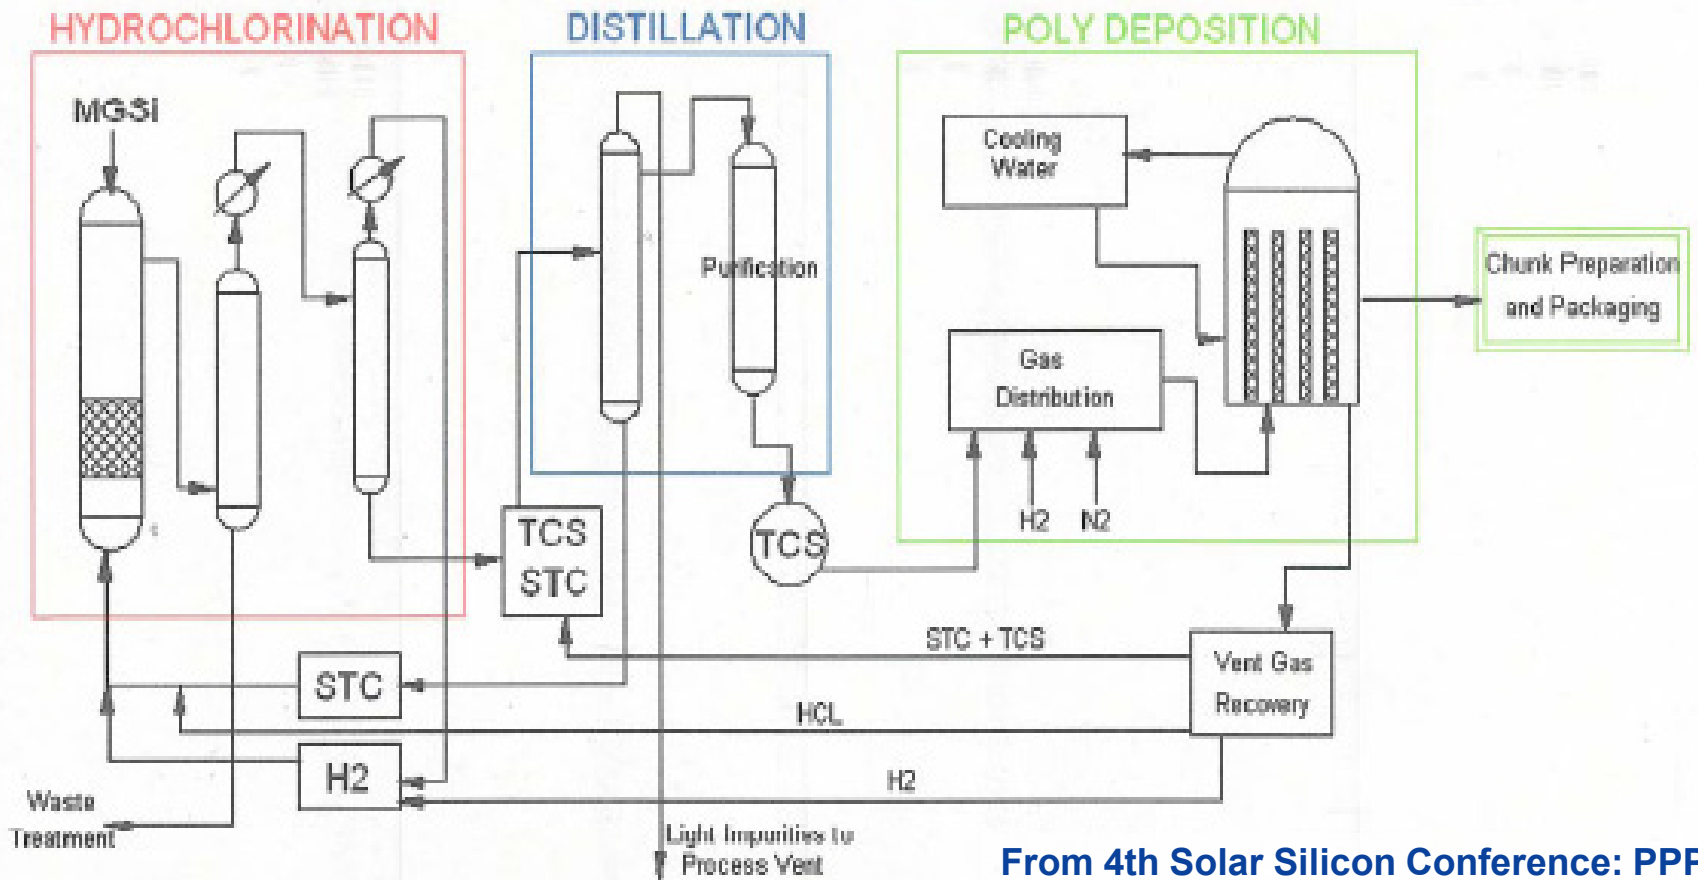 HYDROCHLORINATION
DISTILLATION
POLY DEPOSITION
MGSi
Cooling
Water
Purification
Chunk Preparation
and Packaging
Gas
Distribution
H2
N2
TCS
STC
TCS
STC + TCS
Vent Gas
Recovery
STC
HCL
H2
H2
Waste
Treatment
Light Impurities to
Process Vent
From 4th Solar Silicon Conference: PPP